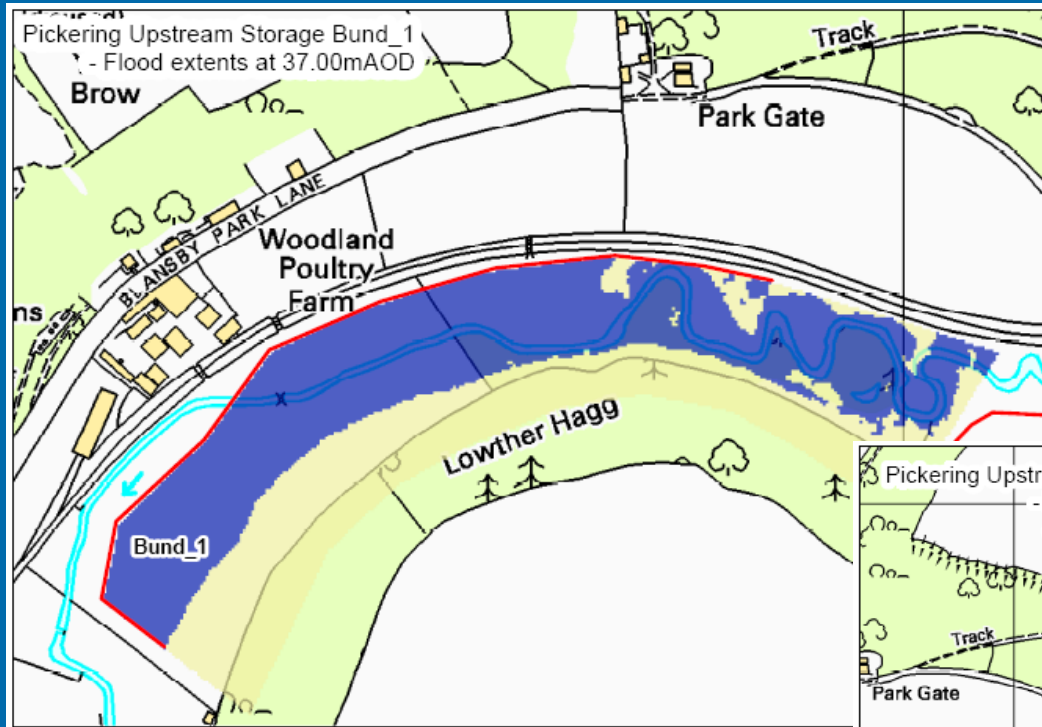 Pickering Upstream Storage Bund_1
- Flood extents at 37.00mAOD
Brow
Track
Park Gate
BLANSBY PARK LANE
Woodland
Poultry
Farm
ns
Lowther Hagg
Bund_1
Pickering Upstr
-
Track
Park Gate